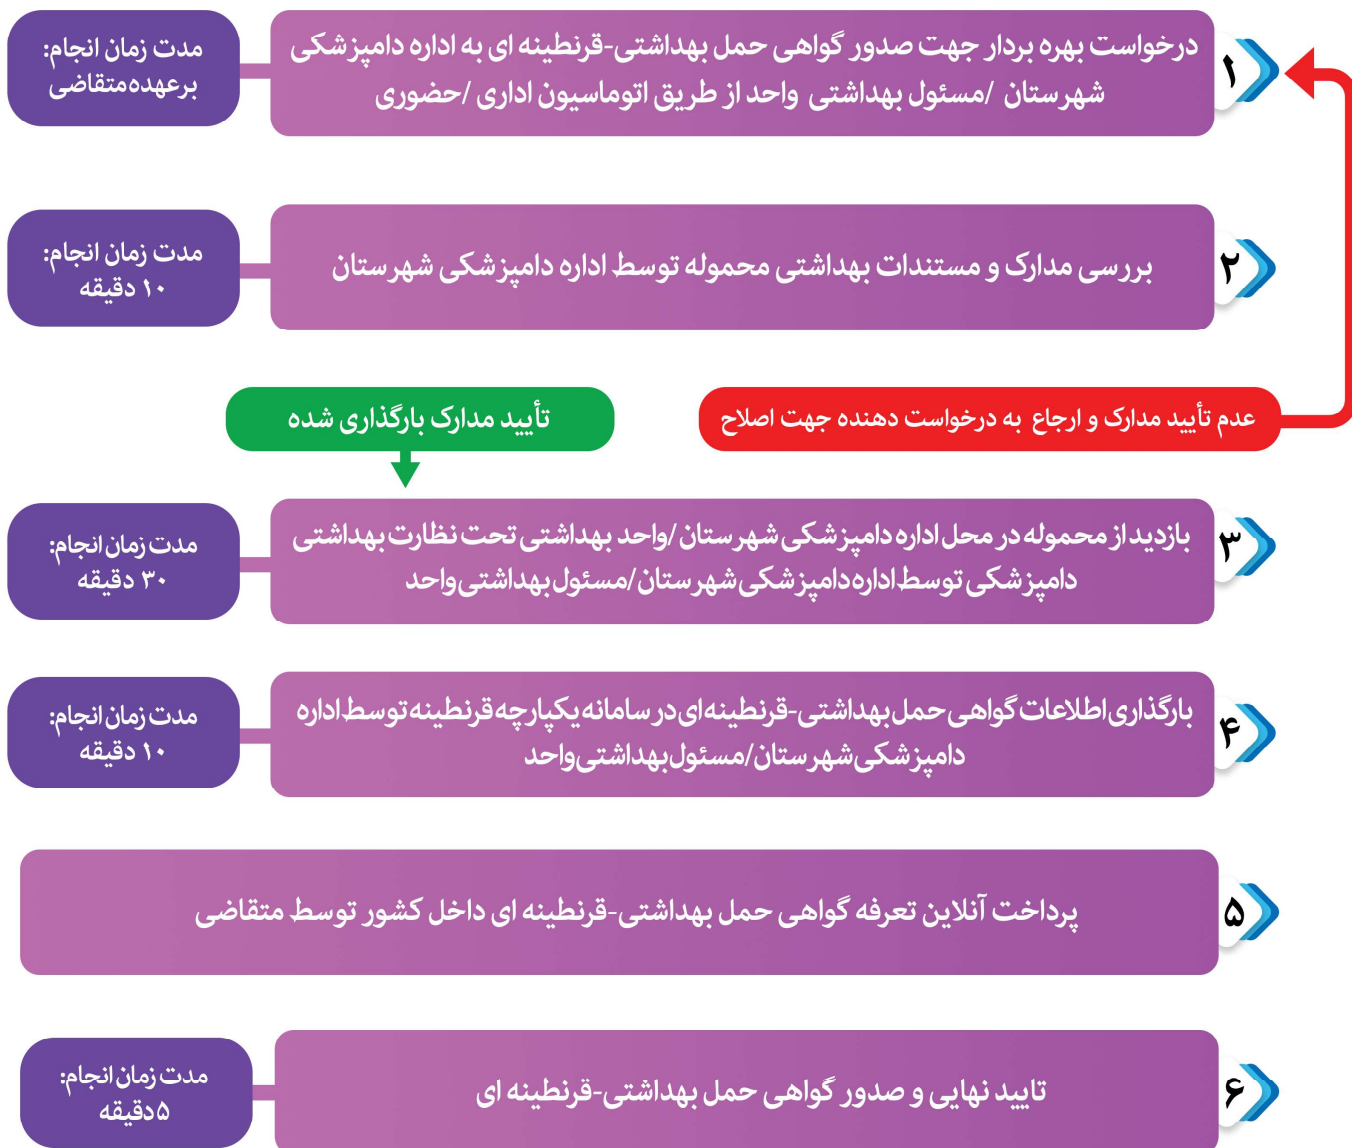 ۱
درخواست بهره بردار جهت صدور گواهی حمل بهداشتی-قرنطینه ای به اداره دامپزشکی
شهرستان /مسئول بهداشتی واحد از طریق اتوماسیون اداری /حضوری
مدت زمان انجام:
برعهده متقاضی
۲
بررسی مدارک و مستندات بهداشتی محموله توسط اداره دامپزشکی شهرستان
مدت زمان انجام:
۱۰ دقیقه
عدم تأیید مدارک و ارجاع به درخواست دهنده جهت اصلاح
تأیید مدارک بارگذاری شده
۳
بازدید از محموله در محل اداره دامپزشکی شهرستان /واحد بهداشتی تحت نظارت بهداشتی
دامپزشکی توسط اداره دامپزشکی شهرستان/مسئول بهداشتی واحد
مدت زمان انجام:
۳۰ دقیقه
۴
بارگذاری اطلاعات گواهی حمل بهداشتی-قرنطینه ای در سامانه یکپارچه قرنطینه توسط اداره
دامپزشکی شهرستان/مسئول بهداشتی واحد
مدت زمان انجام:
۱۰ دقیقه
۵
پرداخت آنلاین تعرفه گواهی حمل بهداشتی-قرنطینه ای داخل کشور توسط متقاضی
۶
تایید نهایی و صدور گواهی حمل بهداشتی-قرنطینه ای
مدت زمان انجام:
۵ دقیقه